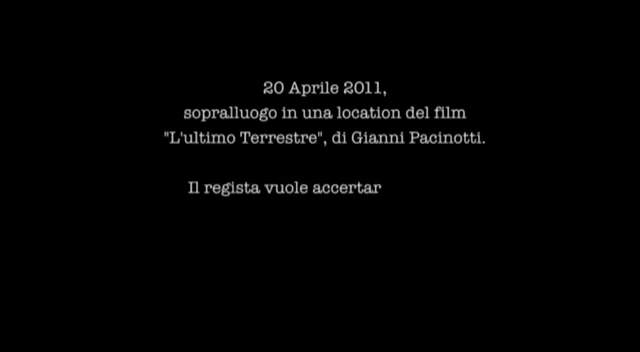 20 Aprile 2011,
sopralluogo in una location del film
"L'ultimo Terrestre", di Gianni Pacinotti.
Il regista vuole accertar